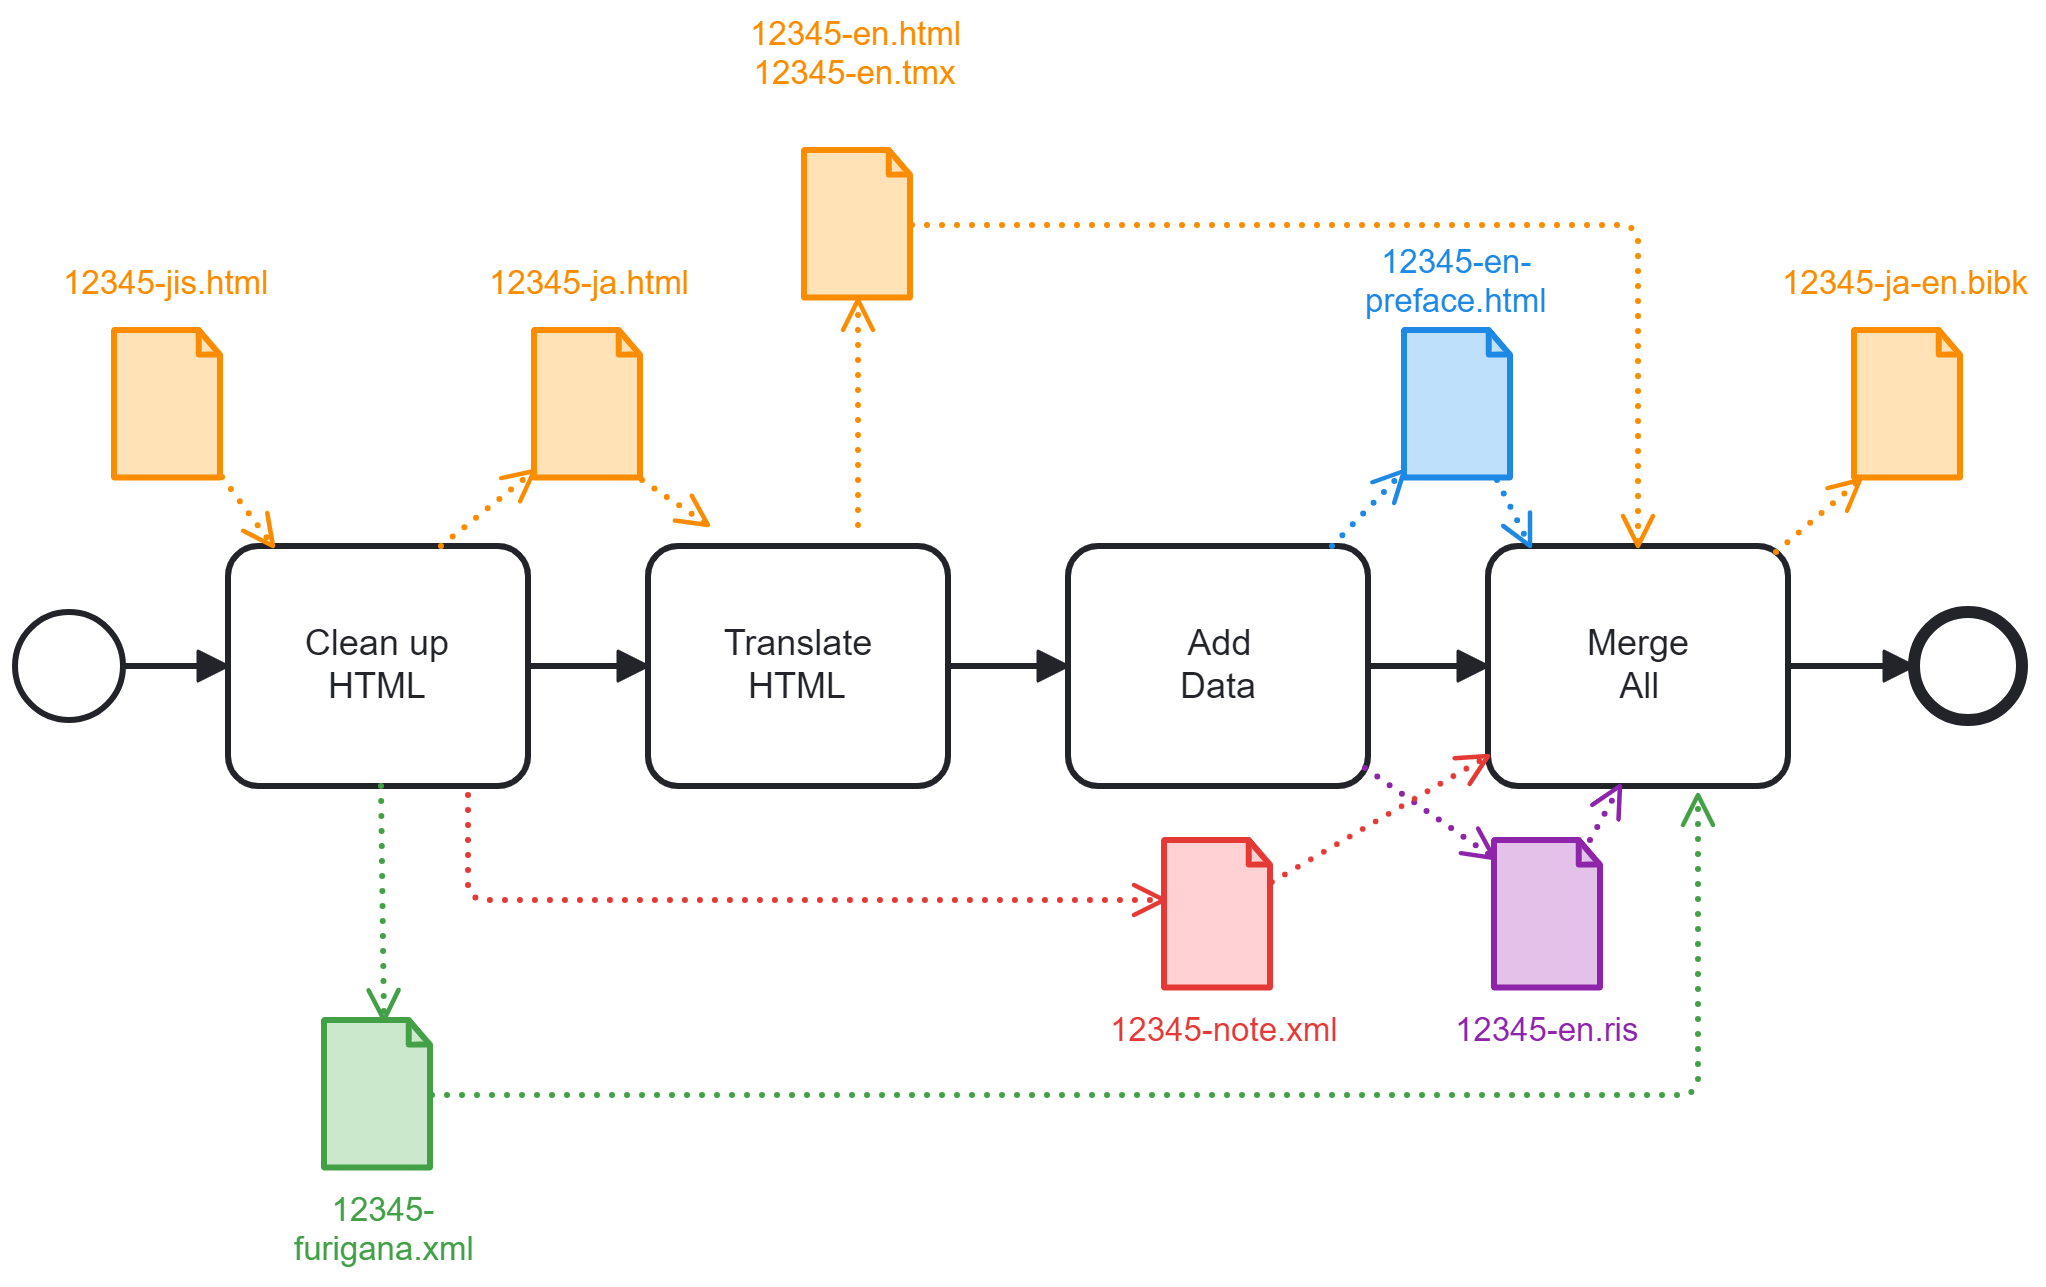 12345-en.html
12345-en.tmx
12345-jis.html
12345-ja.html
12345-en-
preface.html
12345-ja-en.bibk
Clean up
HTML
Translate
HTML
Add
Data
Merge
All
12345-note.xml
12345-en.ris
12345-
furigana.xml